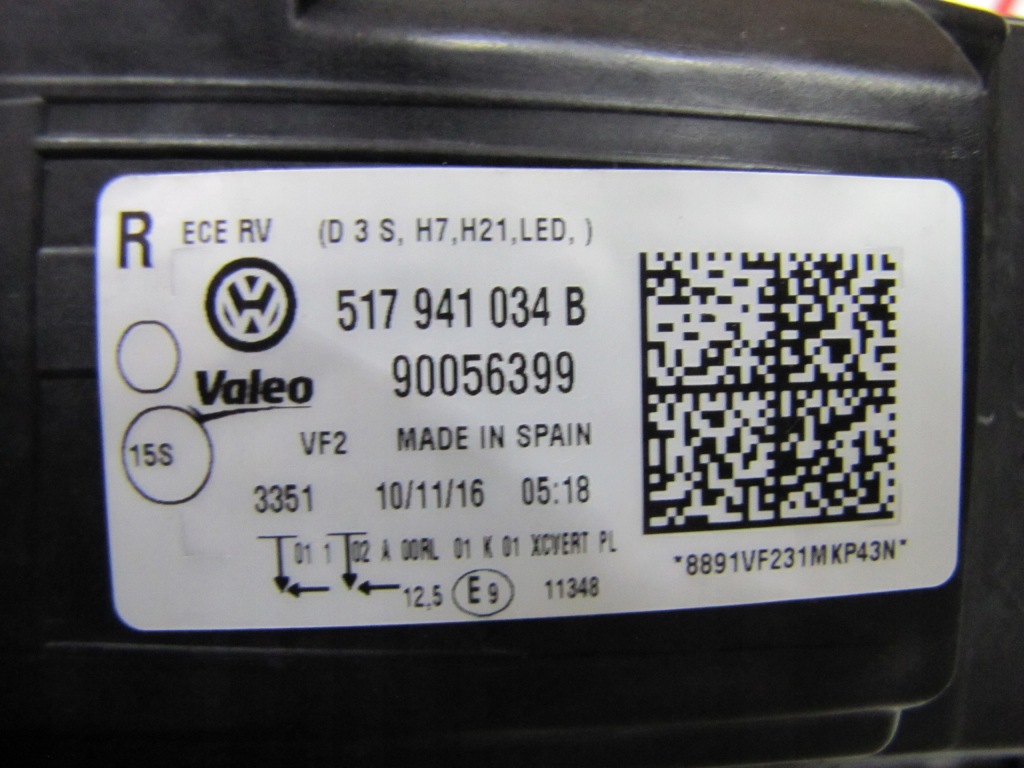 R ECE RV (D 3 S, H7,H21,LED, )
517 941 034 B
Valeo 90056399
15S VF2 MADE IN SPAIN
3351 10/11/16 05:18
01 1 02 A 00RL 01 K 01 XCVERT PL
12,5 E9 11348
*8891VF231MKP43N*